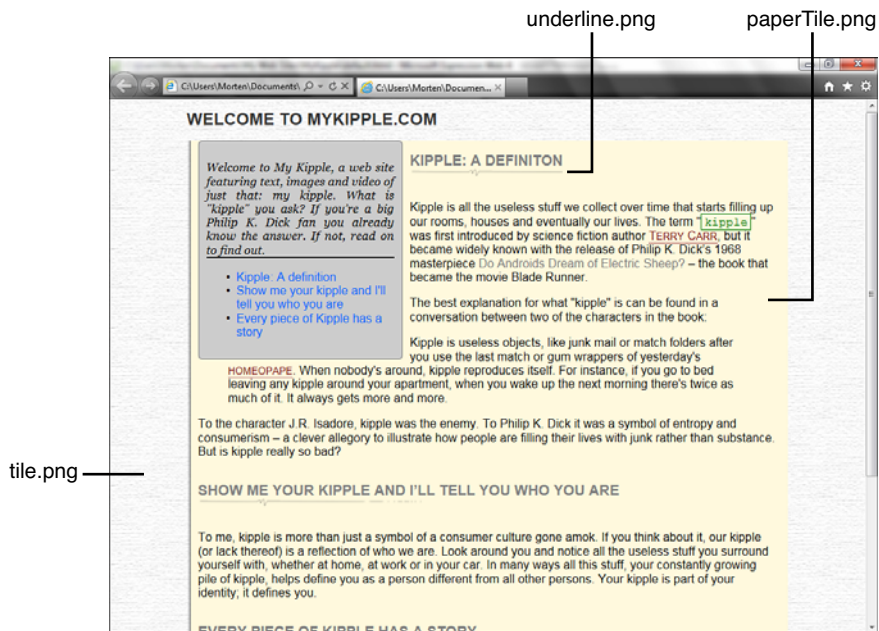 underline.png
paperTile.png
C:\Users\Morten\Documents\
C:\Users\Morten\Documen...
WELCOME TO MYKIPPLE.COM
Welcome to My Kipple, a web site
featuring text, images and video of
just that: my kipple. What is
"kipple" you ask? If you're a big
Philip K. Dick fan you already
know the answer. If not, read on
to find out.
• Kipple: A definition
• Show me your kipple and I'll
tell you who you are
• Every piece of Kipple has a
story
KIPPLE: A DEFINITON
Kipple is all the useless stuff we collect over time that starts filling up
our rooms, houses and eventually our lives. The term "kipple"
was first introduced by science fiction author TERRY CARR, but it
became widely known with the release of Philip K. Dick's 1968
masterpiece Do Androids Dream of Electric Sheep? – the book that
became the movie Blade Runner.
The best explanation for what "kipple" is can be found in a
conversation between two of the characters in the book:
Kipple is useless objects, like junk mail or match folders after
you use the last match or gum wrappers of yesterday's
HOMEOPAPE. When nobody's around, kipple reproduces itself. For instance, if you go to bed
leaving any kipple around your apartment, when you wake up the next morning there's twice as
much of it. It always gets more and more.
To the character J.R. Isadore, kipple was the enemy. To Philip K. Dick it was a symbol of entropy and
consumerism – a clever allegory to illustrate how people are filling their lives with junk rather than substance.
But is kipple really so bad?
tile.png
SHOW ME YOUR KIPPLE AND I'LL TELL YOU WHO YOU ARE
To me, kipple is more than just a symbol of a consumer culture gone amok. If you think about it, our kipple
(or lack thereof) is a reflection of who we are. Look around you and notice all the useless stuff you surround
yourself with, whether at home, at work or in your car. In many ways all this stuff, your constantly growing
pile of kipple, helps define you as a person different from all other persons. Your kipple is part of your
identity; it defines you.
EVERY PIECE OF KIPPLE HAS A STORY